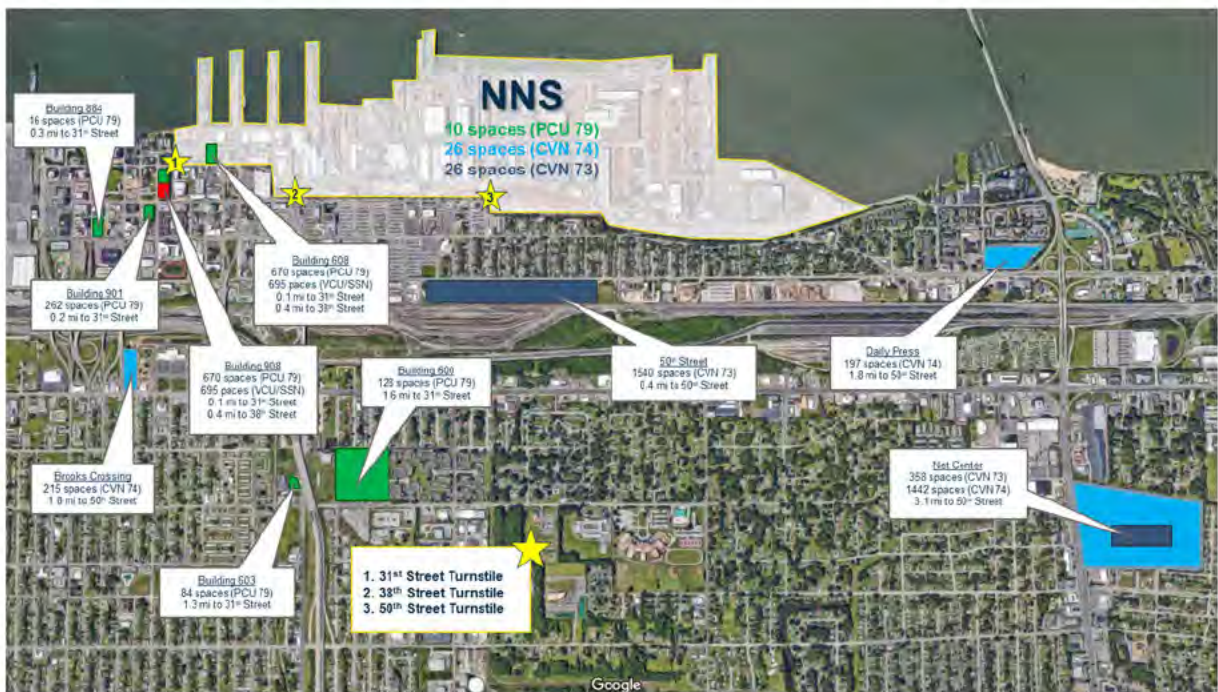 NNS
10 spaces (PCU 79)
26 spaces (CVN 74)
26 spaces (CVN 73)
Building 884
16 spaces (PCU 79)
0.3 mi to 31st Street
1
2
3
Building 608
670 spaces (PCU 79)
695 paces (VCU/SSN)
0.1 mi to 31st Street
0.4 mi to 38th Street
Building 901
262 spaces (PCU 79)
0.2 mi to 31st Street
Building 908
670 spaces (PCU 79)
695 paces (VCU/SSN)
0.1 mi to 31st Street
0.4 mi to 38th Street
Building 600
128 spaces (PCU 79)
1.6 mi to 31st Street
50th Street
1540 spaces (CVN 73)
0.4 mi to 50th Street
Daily Press
197 spaces (CVN 74)
1.8 mi to 50th Street
Brooks Crossing
215 spaces (CVN 74)
1.8 mi to 50th Street
Net Center
358 spaces (CVN 73)
1442 spaces (CVN 74)
3.1 mi to 50th Street
Building 603
84 spaces (PCU 79)
1.3 mi to 31st Street
1. 31st Street Turnstile
2. 38th Street Turnstile
3. 50th Street Turnstile
Google